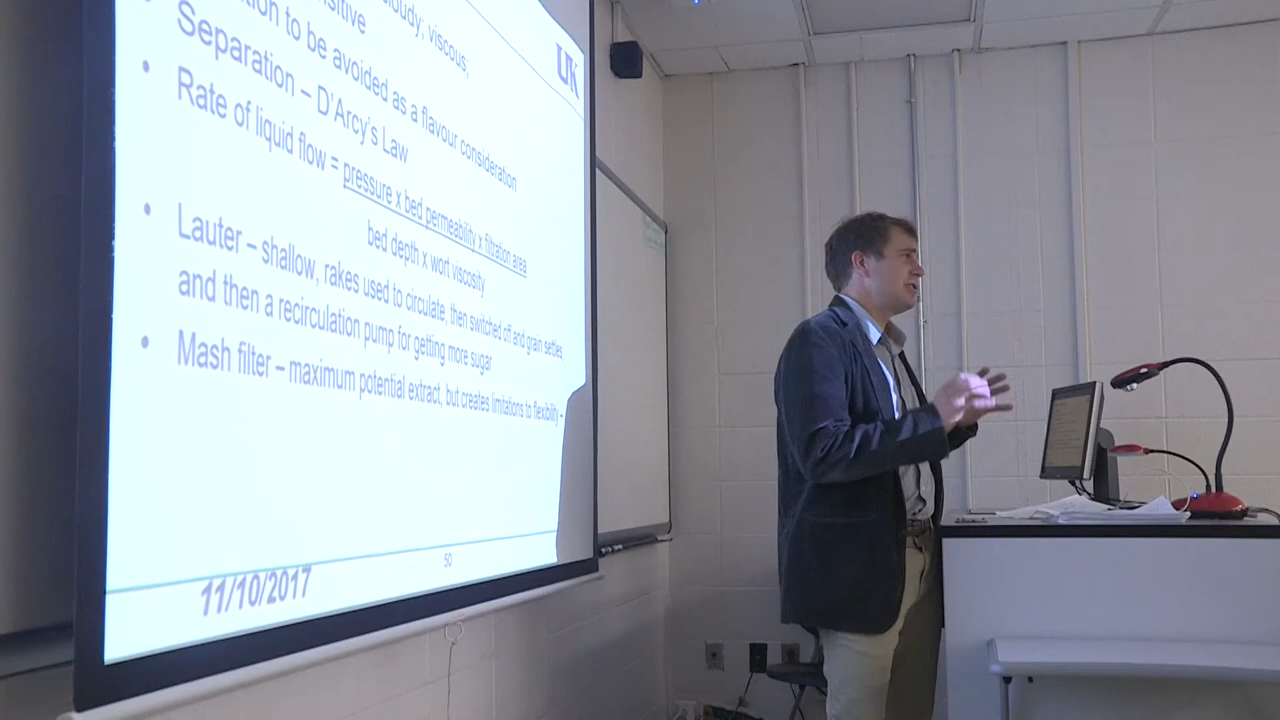 cloudy; viscous;
to be avoided as a flavour consideration
UK
• Separation – D'Arcy's Law
• Rate of liquid flow = pressure x bed permeability x filtration area
bed depth x wort viscosity
• Lauter – shallow, rakes used to circulate, then switched off and grain settles
and then a recirculation pump for getting more sugar
• Mash filter – maximum potential extract, but creates limitations to flexibility –
50
11/10/2017